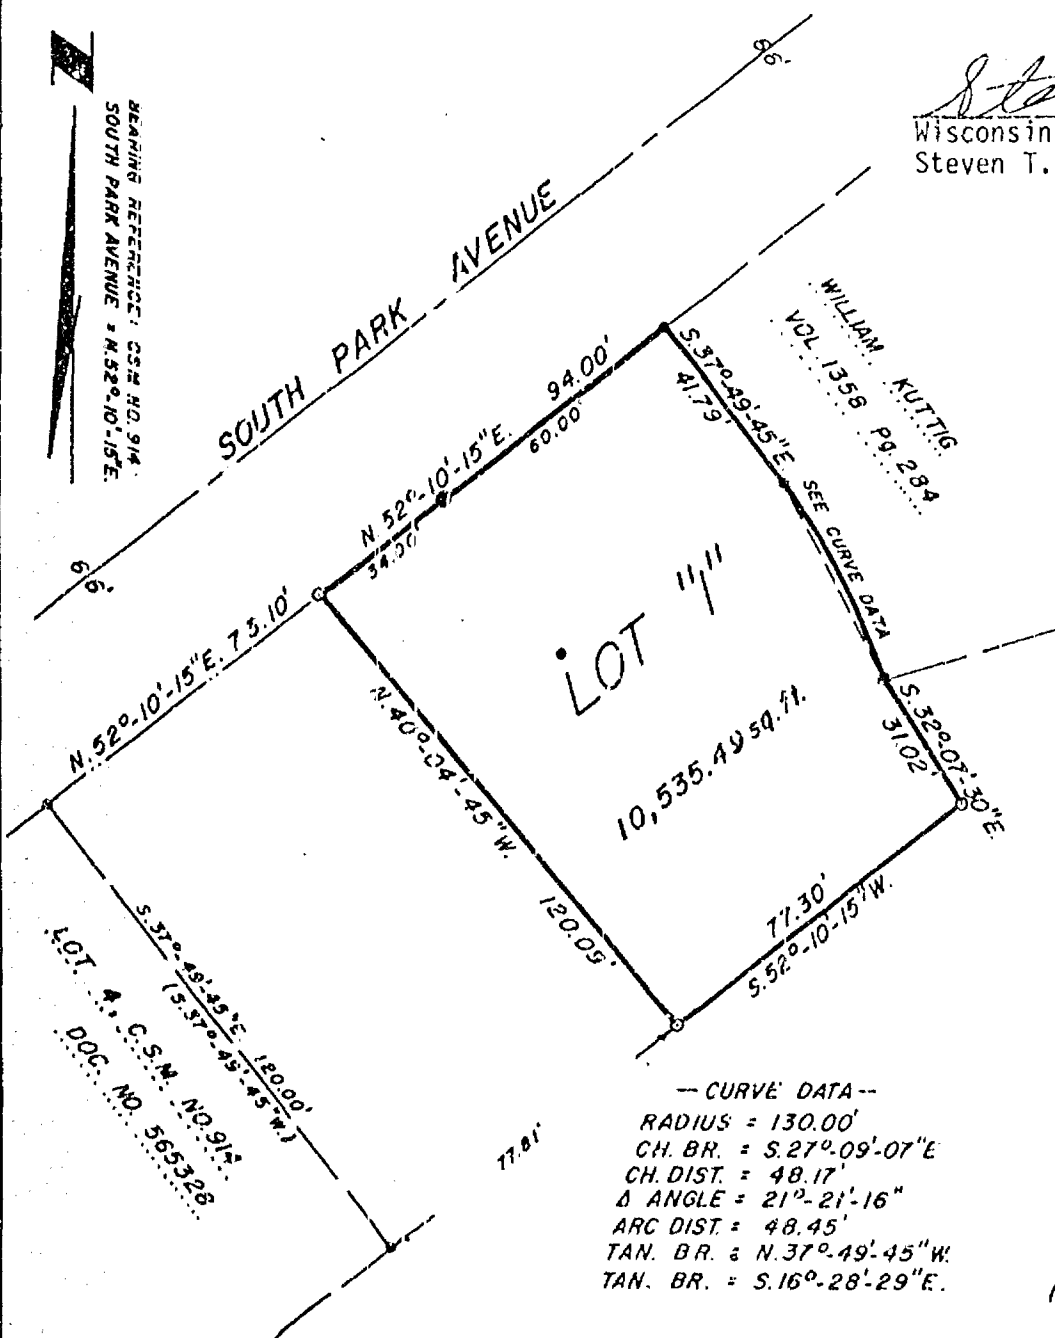 BEARING REFERENCE: CSM NO. 914
SOUTH PARK AVENUE = N.52°-10'-15"E.
66'
Wisconsin
Steven T.
SOUTH PARK AVENUE
66'
WILLIAM KUTTIG
VOL. 1358 Pg. 284
94.00'
N. 52°-10'-15"E.
60.00'
34.00'
S.37°-49'-45"E.
41.79'
SEE CURVE DATA
N.52°-10'-15"E. 75.10'
LOT "1"
10,535.49 sq.ft.
N.40°-04'-45"W.
120.09'
S.32°-07'-30"E.
31.02'
77.30'
S.52°-10'-15"W.
S.37°-49'-45"E. 120.00'
(S.37°-49'-45"W.)
LOT 4, C.S.M. NO.914
DOC. NO. 565328
77.81'
-- CURVE DATA --
RADIUS = 130.00'
CH. BR. = S.27°-09'-07"E
CH. DIST. = 48.17'
Δ ANGLE = 21°-21'-16"
ARC DIST. = 48.45'
TAN. BR. = N.37°-49'-45"W.
TAN. BR. = S.16°-28'-29"E.